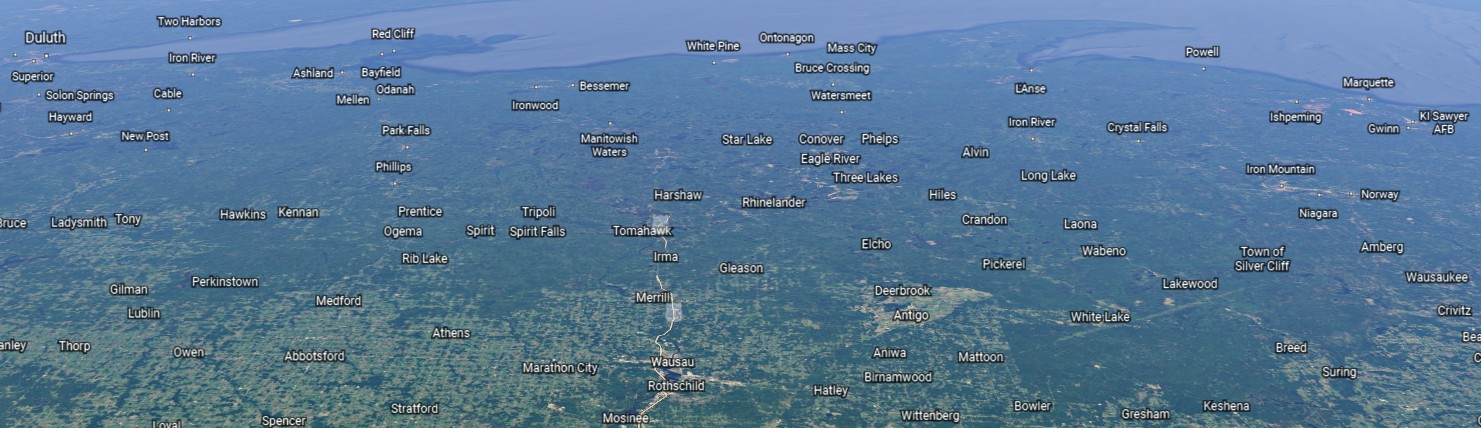 Two Harbors
Duluth
Red Cliff
Ontonagon
White Pine
Mass City
Powell
Iron River
Ashland
Bayfield
Bruce Crossing
Superior
Marquette
Bessemer
L'Anse
Odanah
Solon Springs
Cable
Mellen
Watersmeet
Ironwood
Hayward
Ishpeming
KI Sawyer
AFB
Gwinn
Iron River
Crystal Falls
New Post
Park Falls
Manitowish
Waters
Star Lake
Conover
Phelps
Alvin
Eagle River
Phillips
Three Lakes
Long Lake
Iron Mountain
Harshaw
Rhinelander
Hiles
Norway
Bruce
Ladysmith
Tony
Hawkins
Kennan
Prentice
Tripoli
Crandon
Laona
Niagara
Ogema
Spirit
Spirit Falls
Tomahawk
Elcho
Wabeno
Town of
Silver Cliff
Amberg
Rib Lake
Irma
Gleason
Pickerel
Perkinstown
Lakewood
Wausaukee
Gilman
Medford
Merrill
Deerbrook
Lublin
Antigo
White Lake
Crivitz
Athens
anley
Thorp
Owen
Abbotsford
Aniwa
Mattoon
Breed
Bea
C
Marathon City
Wausau
Birnamwood
Suring
Rothschild
Hatley
Stratford
Bowler
Keshena
Loyal
Spencer
Mosinee
Wittenberg
Gresham